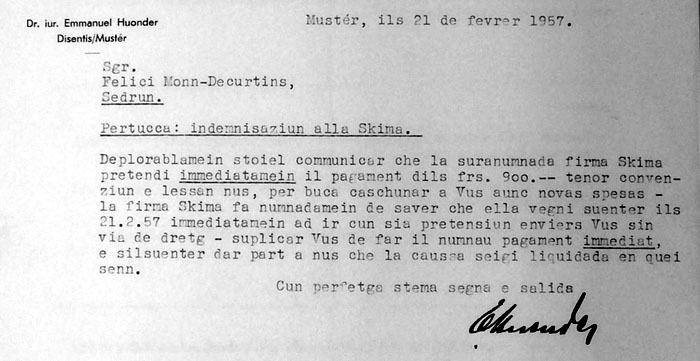 Dr. iur. Emmanuel Huonder
Disentis/Mustér
Mustér, ils 21 de fevrer 1957.
Sgr.
Felici Monn-Decurtins,
Sedrun.
Pertucca: indemnisaziun alla Skima.
Deplorablamein stoiel communicar che la suranumnada firma Skima
pretendi immediatamein il pagament dils frs. 900.-- tenor conven-
ziun e lessan nus, per buca caschunar a Vus aunc novas spesas -
la firma Skima fa numnadamein de saver che ella vegni suenter ils
21.2.57 immediatamein ad ir cun sia pretensiun enviers Vus sin
via de dretg - suplicar Vus de far il numnau pagament immediat,
e silsuenter dar part a nus che la caussa seigi liquidada en quei
senn.
Cun perfetga stema segna e salida
EHuonder